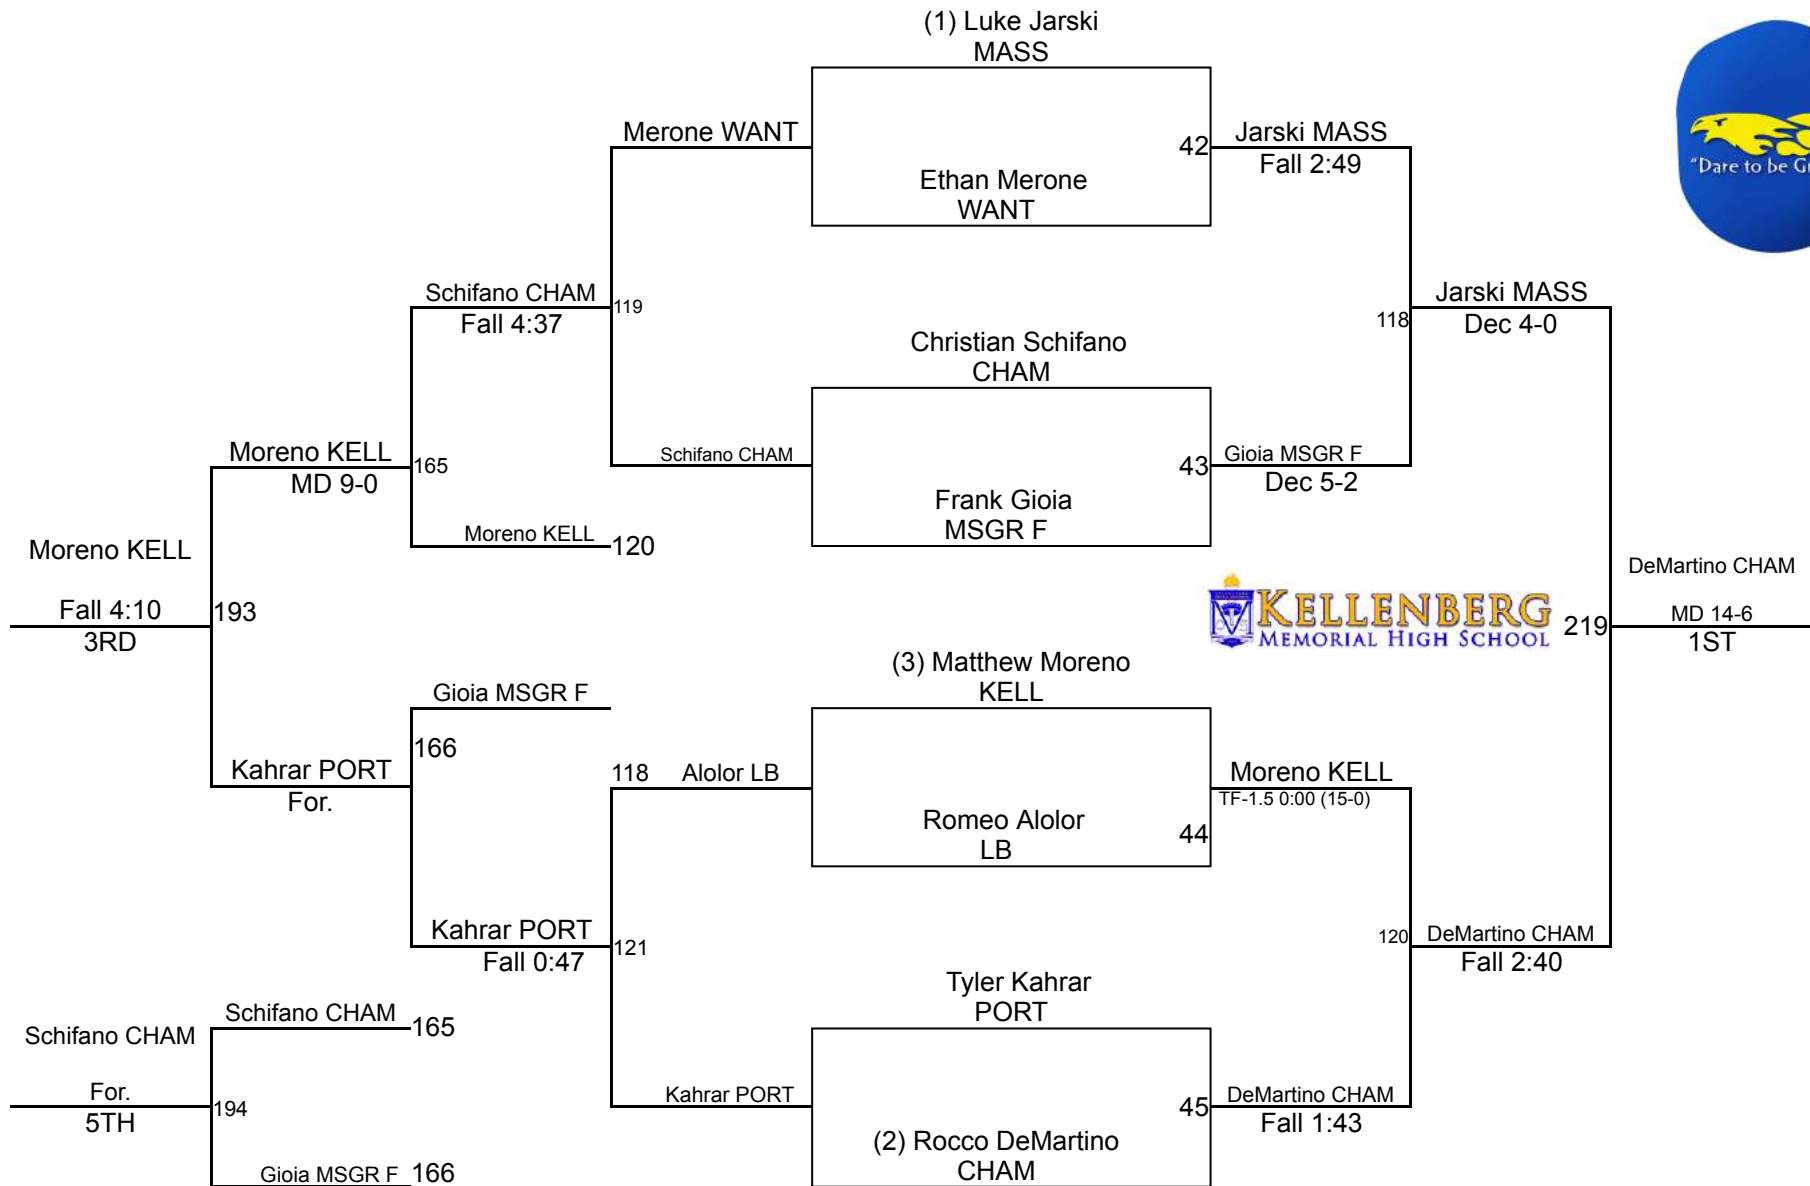 (1) Luke Jarski
MASS
Merone WANT
42
Jarski MASS
Fall 2:49
Ethan Merone
WANT
"Dare to be
Schifano CHAM
Fall 4:37
119
Jarski MASS
Dec 4-0
118
Christian Schifano
CHAM
Moreno KELL
MD 9-0
165
Schifano CHAM
43
Gioia MSGR F
Dec 5-2
Frank Gioia
MSGR F
Moreno KELL
120
Moreno KELL
Fall 4:10
3RD
193
KELLENBERG
MEMORIAL HIGH SCHOOL
219
DeMartino CHAM
MD 14-6
1ST
(3) Matthew Moreno
KELL
Gioia MSGR F
166
Kahrar PORT
For.
118
Alolor LB
Moreno KELL
TF-1.5 0:00 (15-0)
Romeo Alolor
LB
44
Kahrar PORT
Fall 0:47
121
120
DeMartino CHAM
Fall 2:40
Tyler Kahrar
PORT
Schifano CHAM
165
Schifano CHAM
For.
5TH
194
Kahrar PORT
45
DeMartino CHAM
Fall 1:43
(2) Rocco DeMartino
CHAM
Gioia MSGR F
166